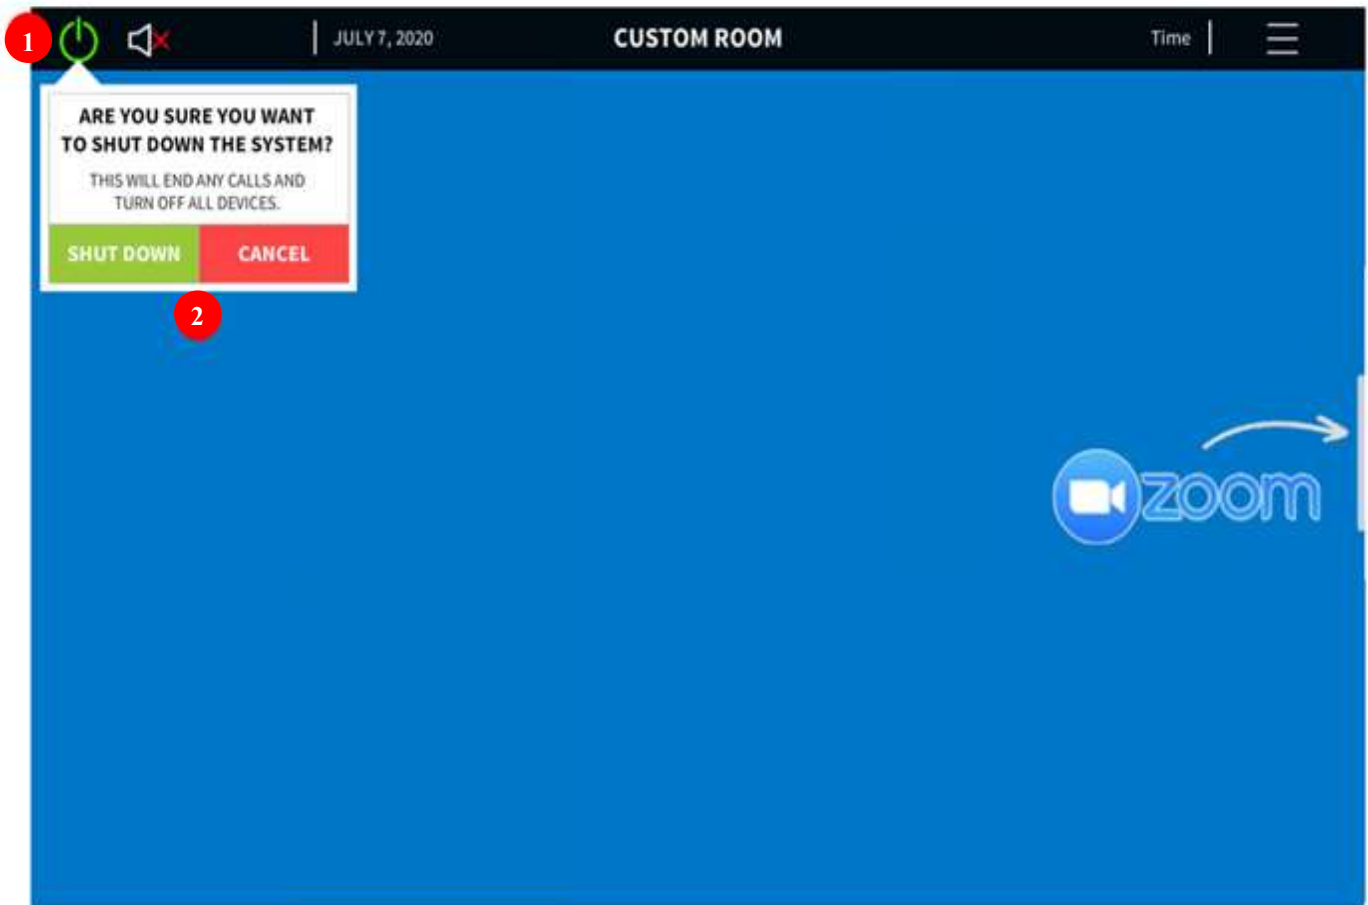 1
JULY 7, 2020
CUSTOM ROOM
Time
ARE YOU SURE YOU WANT
TO SHUT DOWN THE SYSTEM?
THIS WILL END ANY CALLS AND
TURN OFF ALL DEVICES.
SHUT DOWN
CANCEL
2
zoom